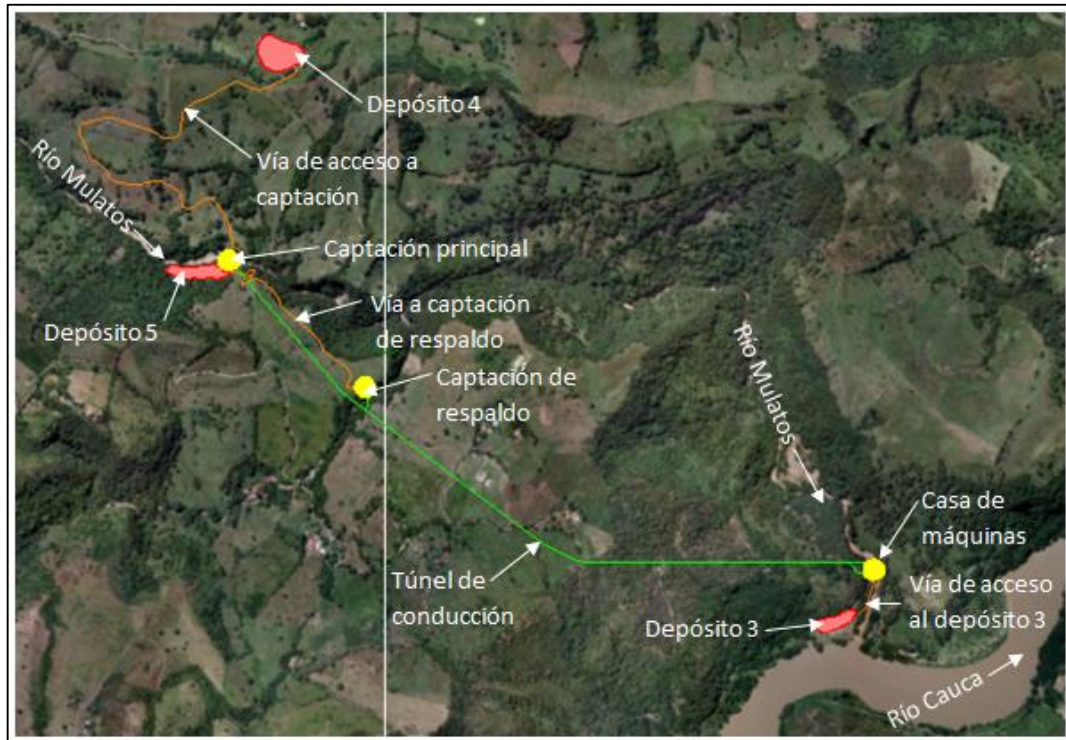 Depósito 4
Vía de acceso a
captación
Río Mulatos
Captación principal
Depósito 5
Vía a captación
de respaldo
Captación de
respaldo
Río Mulatos
Casa de
máquinas
Túnel de
conducción
Vía de acceso
al depósito 3
Depósito 3
Río Cauca